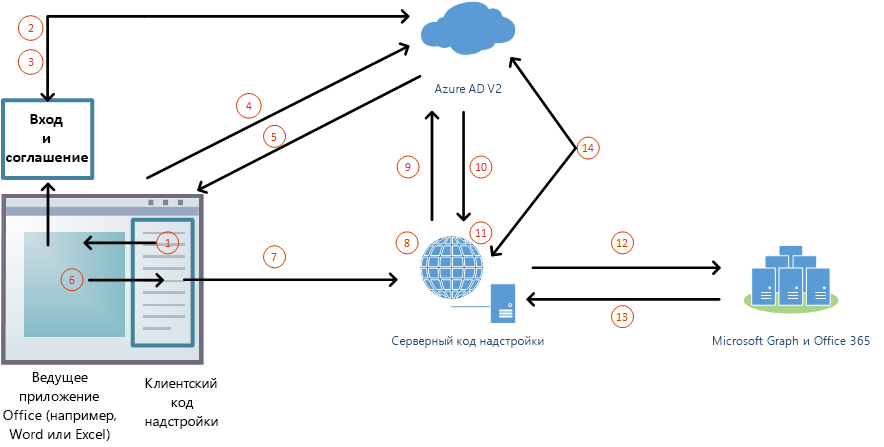 2
3
Azure AD V2
4
Вход
и
соглашение
5
14
9
10
1
8
11
12
6
7
13
Серверный код надстройки
Microsoft Graph и Office 365
Ведущее
приложение
Office (например,
Word или Excel)
Клиентский
код
надстройки